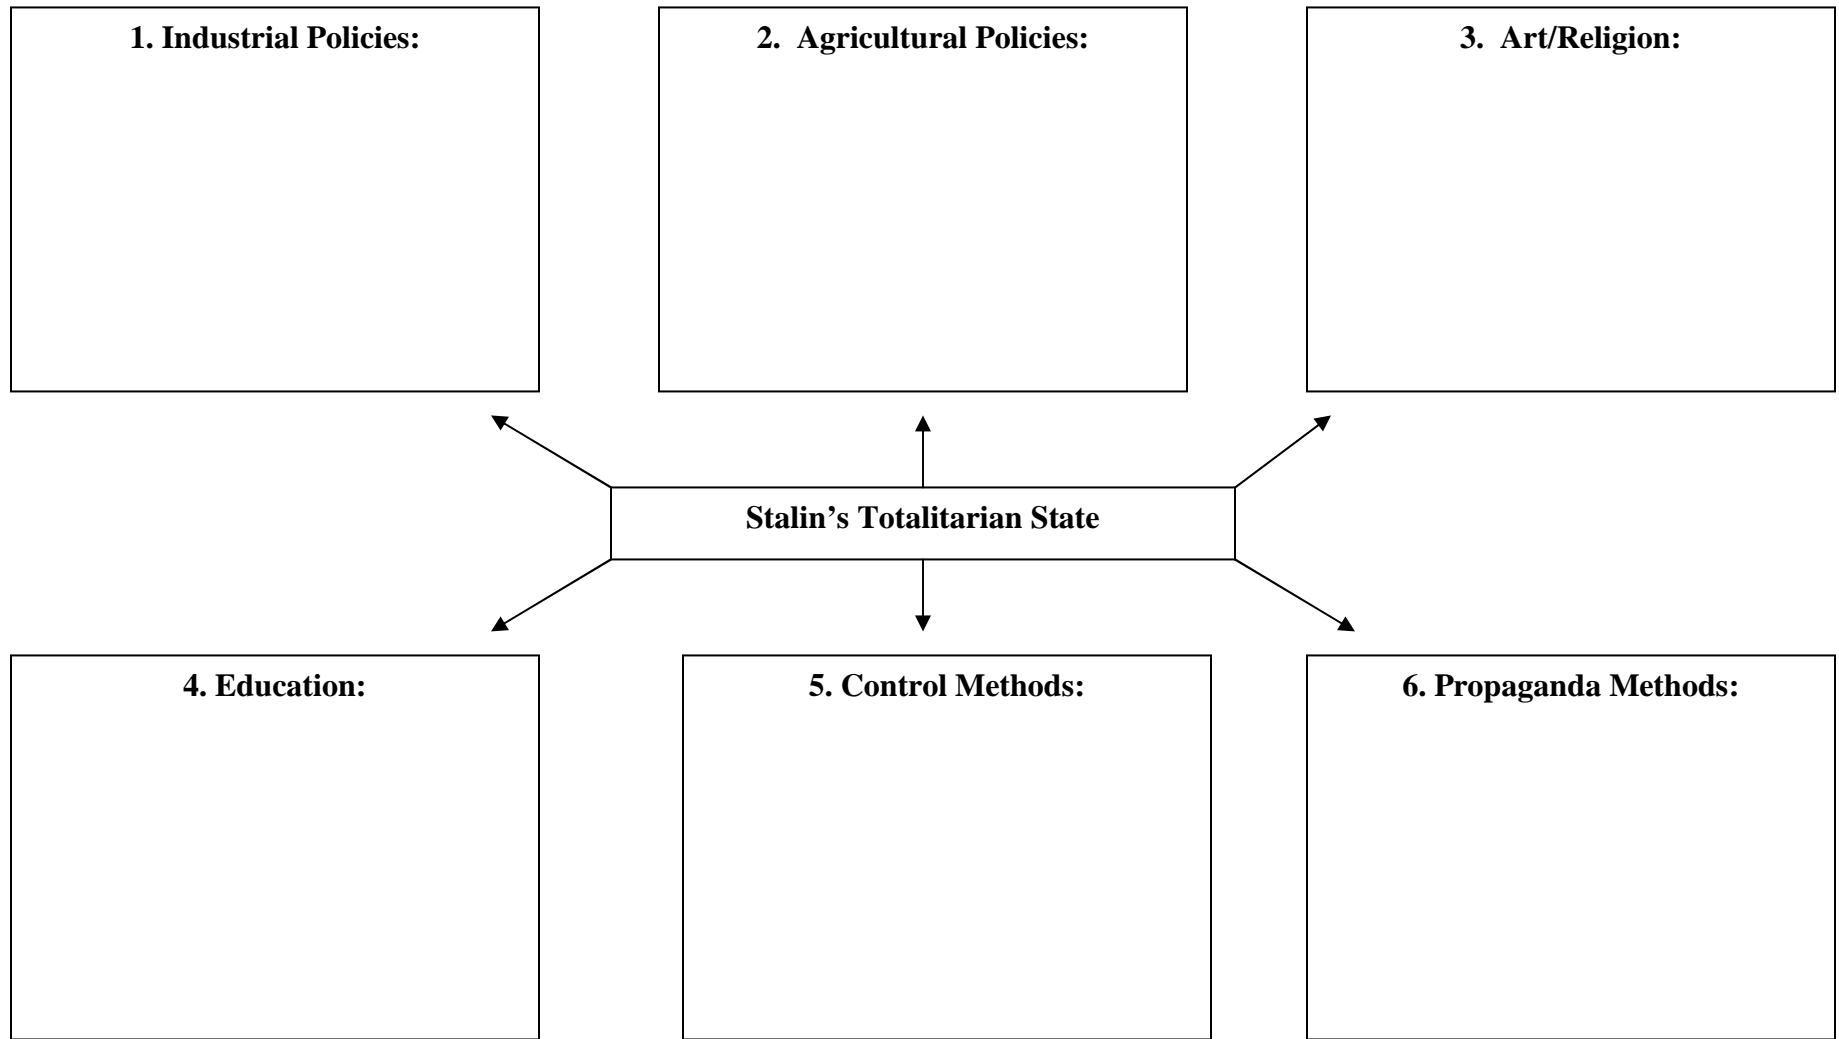 1. Industrial Policies:
2.  Agricultural Policies:
3.  Art/Religion:
Stalin’s Totalitarian State
4. Education:
5. Control Methods:
6. Propaganda Methods: